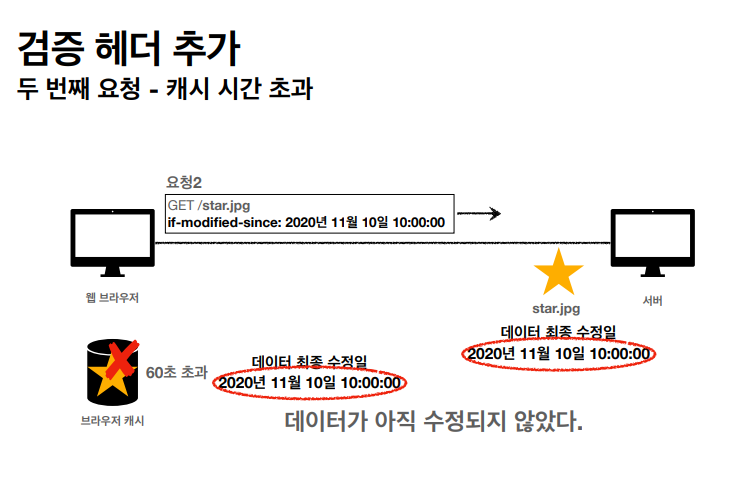 검증 헤더 추가
두 번째 요청 - 캐시 시간 초과
요청2
GET /star.jpg
if-modified-since: 2020년 11월 10일 10:00:00
웹 브라우저
star.jpg
서버
데이터 최종 수정일
2020년 11월 10일 10:00:00
60초 초과
데이터 최종 수정일
2020년 11월 10일 10:00:00
브라우저 캐시
데이터가 아직 수정되지 않았다.